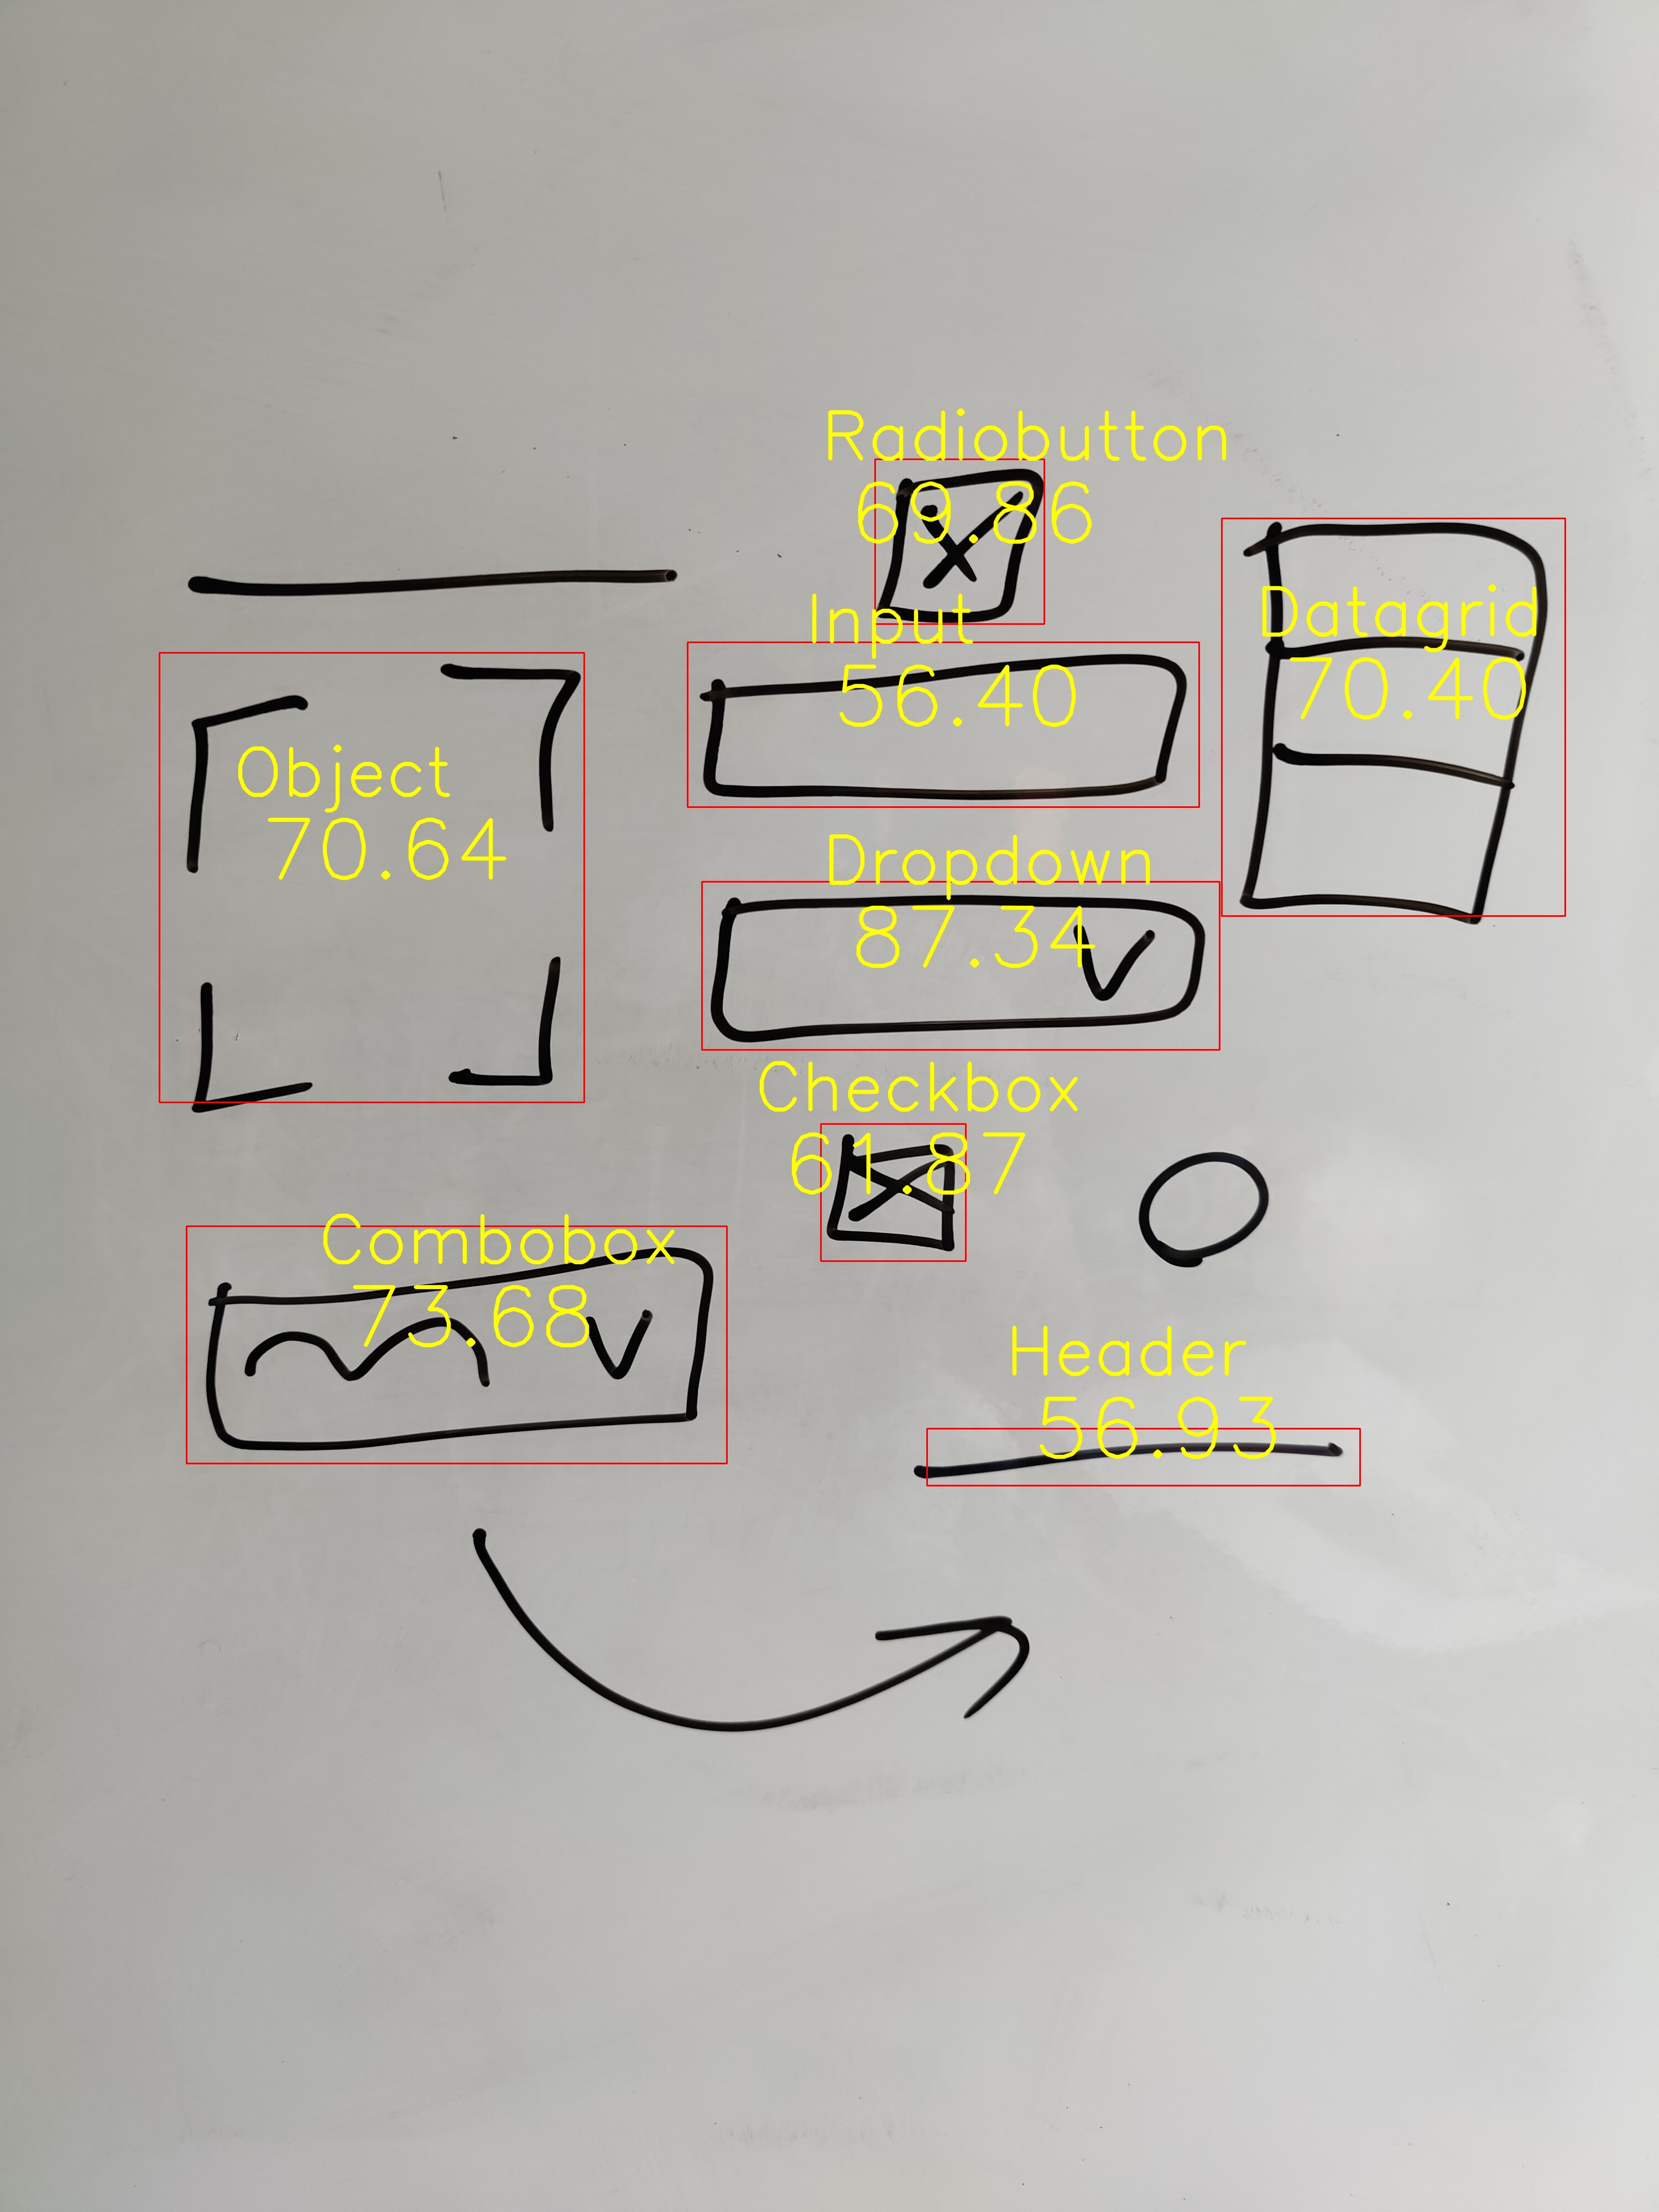 Radiobutton
69.86
Input
56.40
Datagrid
70.40
Object
70.64
Dropdown
87.34
Checkbox
61.87
Combobox
73.68
Header
56.93